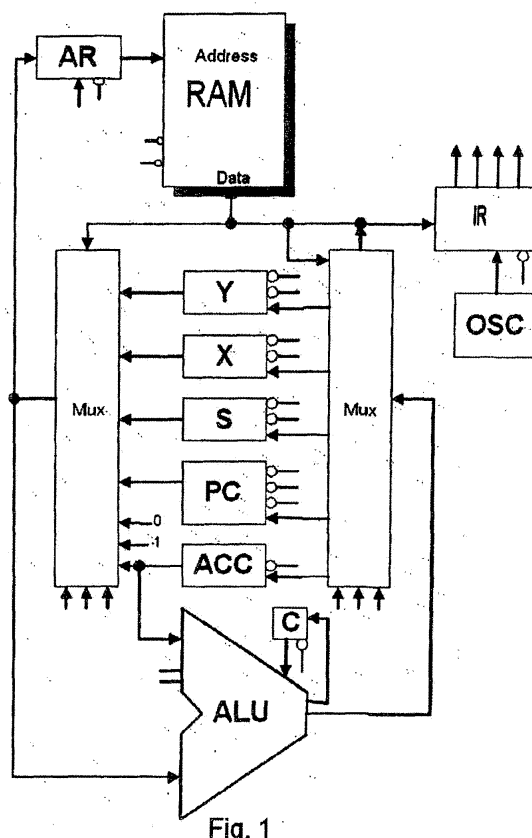 AR
Address
RAM
Data
IR
OSC
Y
X
S
PC
ACC
Mux
Mux
0
1
C
ALU
Fig. 1